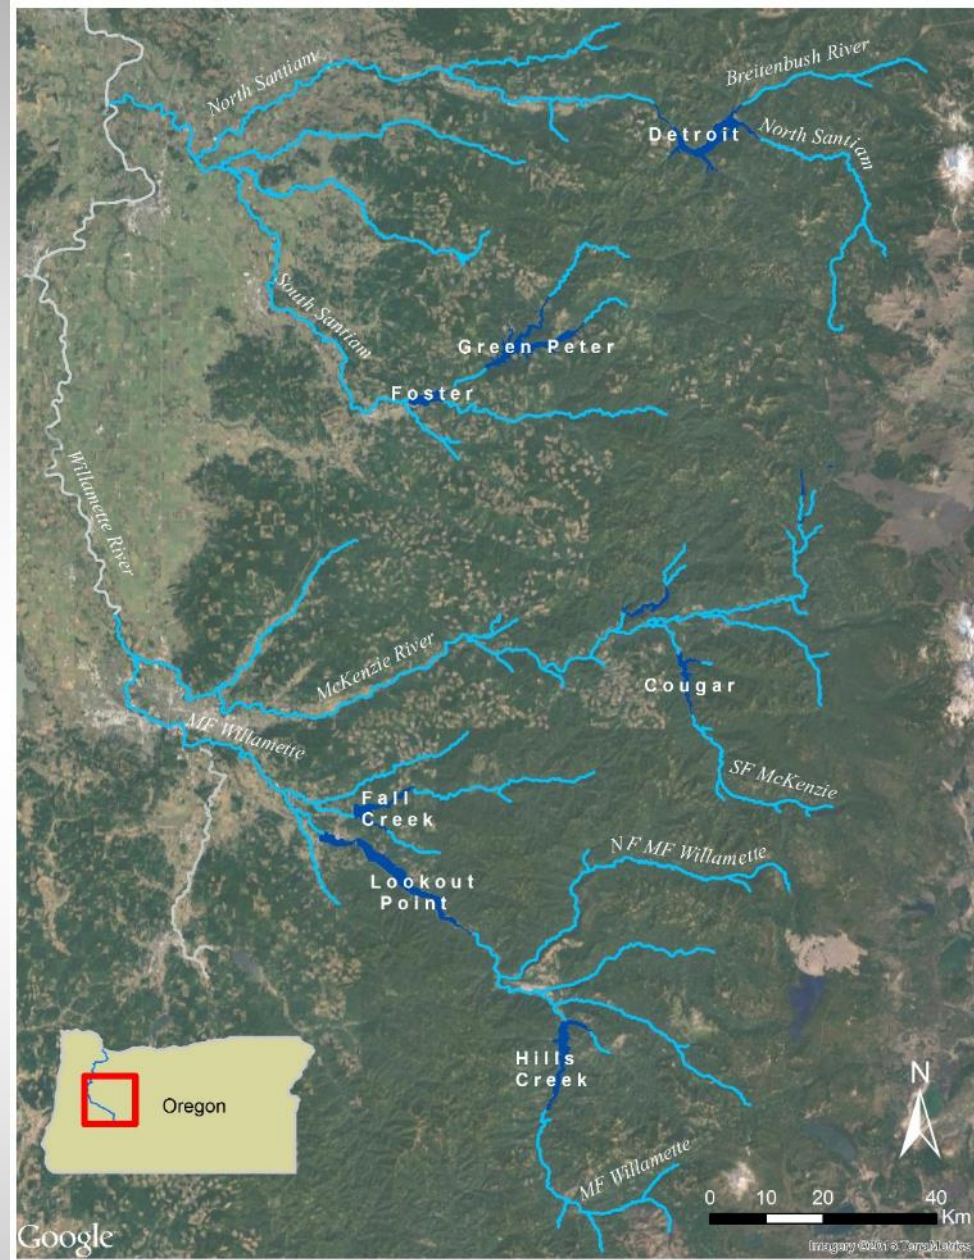 North Santiam
Breitenbush River
Detroit
North Santiam
South Santiam
Green Peter
Foster
Willamette River
McKenzie River
Cougar
MF Willamette
SF McKenzie
Fall
Creek
NF MF Willamette
Lookout
Point
Hills
Creek
Oregon
N
MF Willamette
0 10 20 40
Km
Google